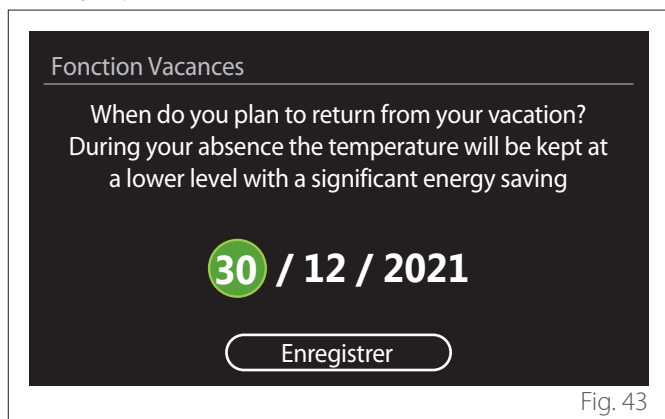 Fonction Vacances
When do you plan to return from your vacation?
During your absence the temperature will be kept at
a lower level with a significant energy saving
30 / 12 / 2021
Enregistrer
Fig. 43